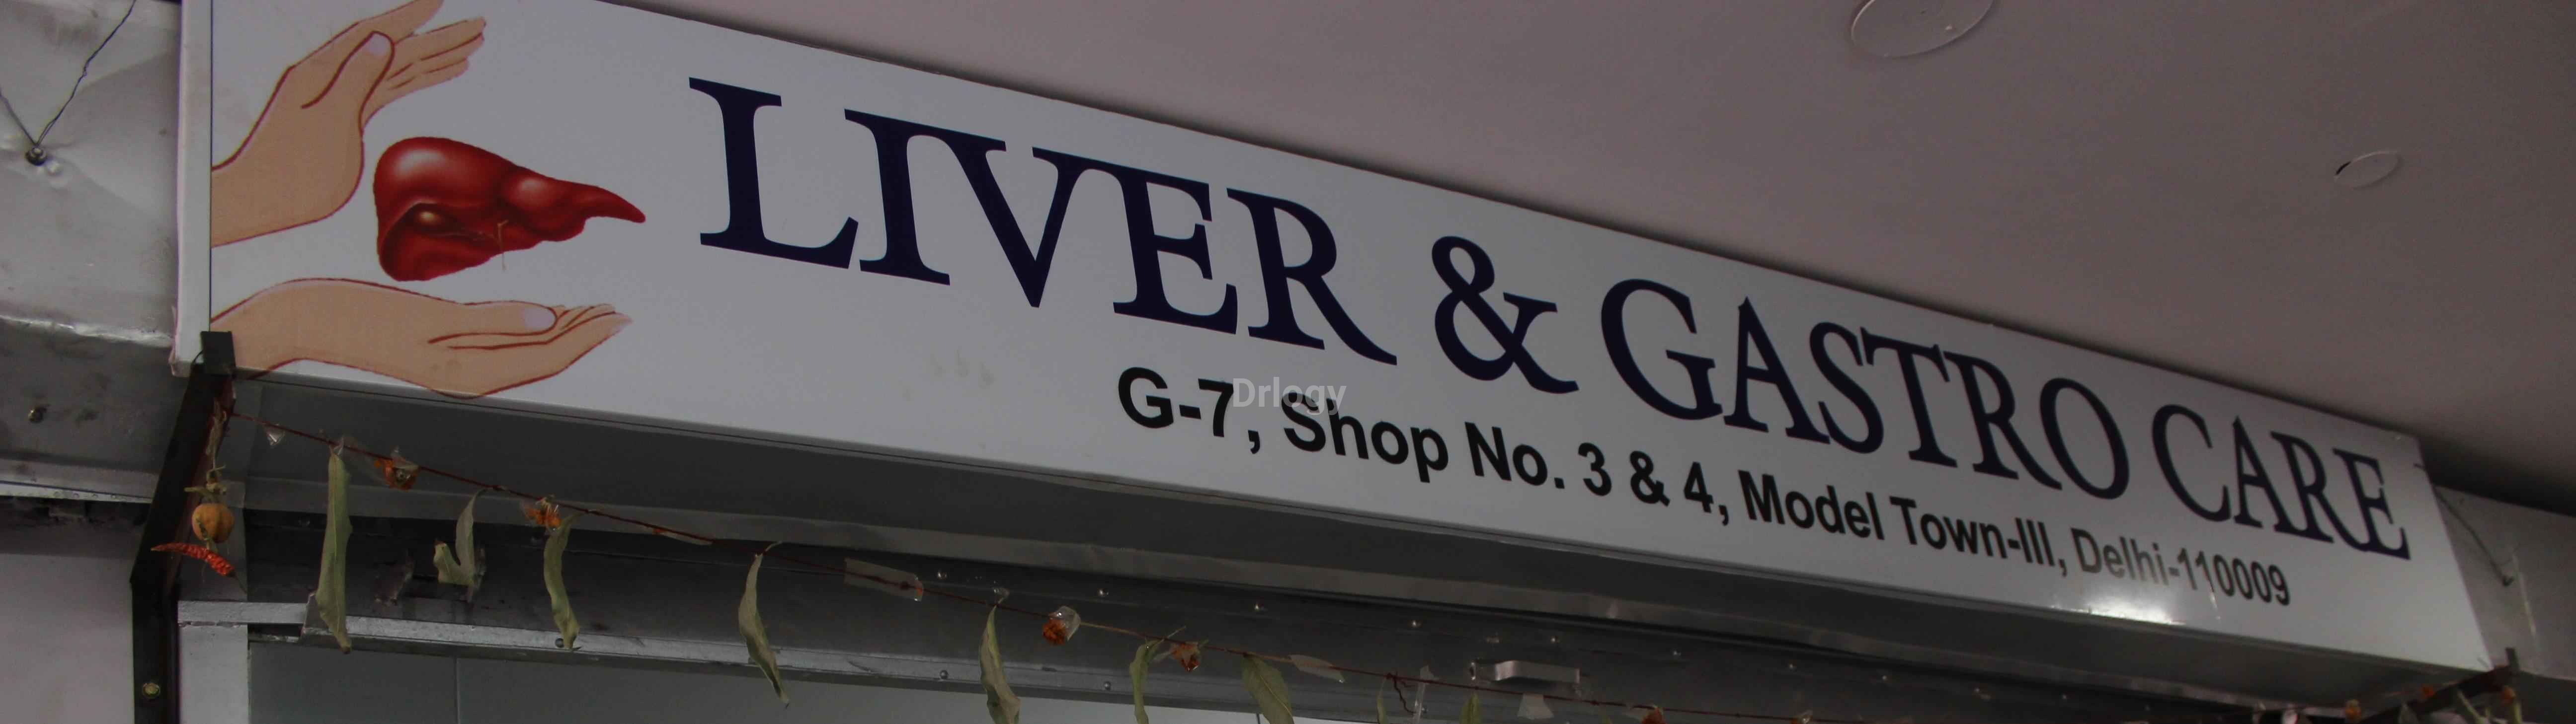 LIVER & GASTRO CARE
G-7, Shop No. 3 & 4, Model Town-III, Delhi-110009
Drlogy